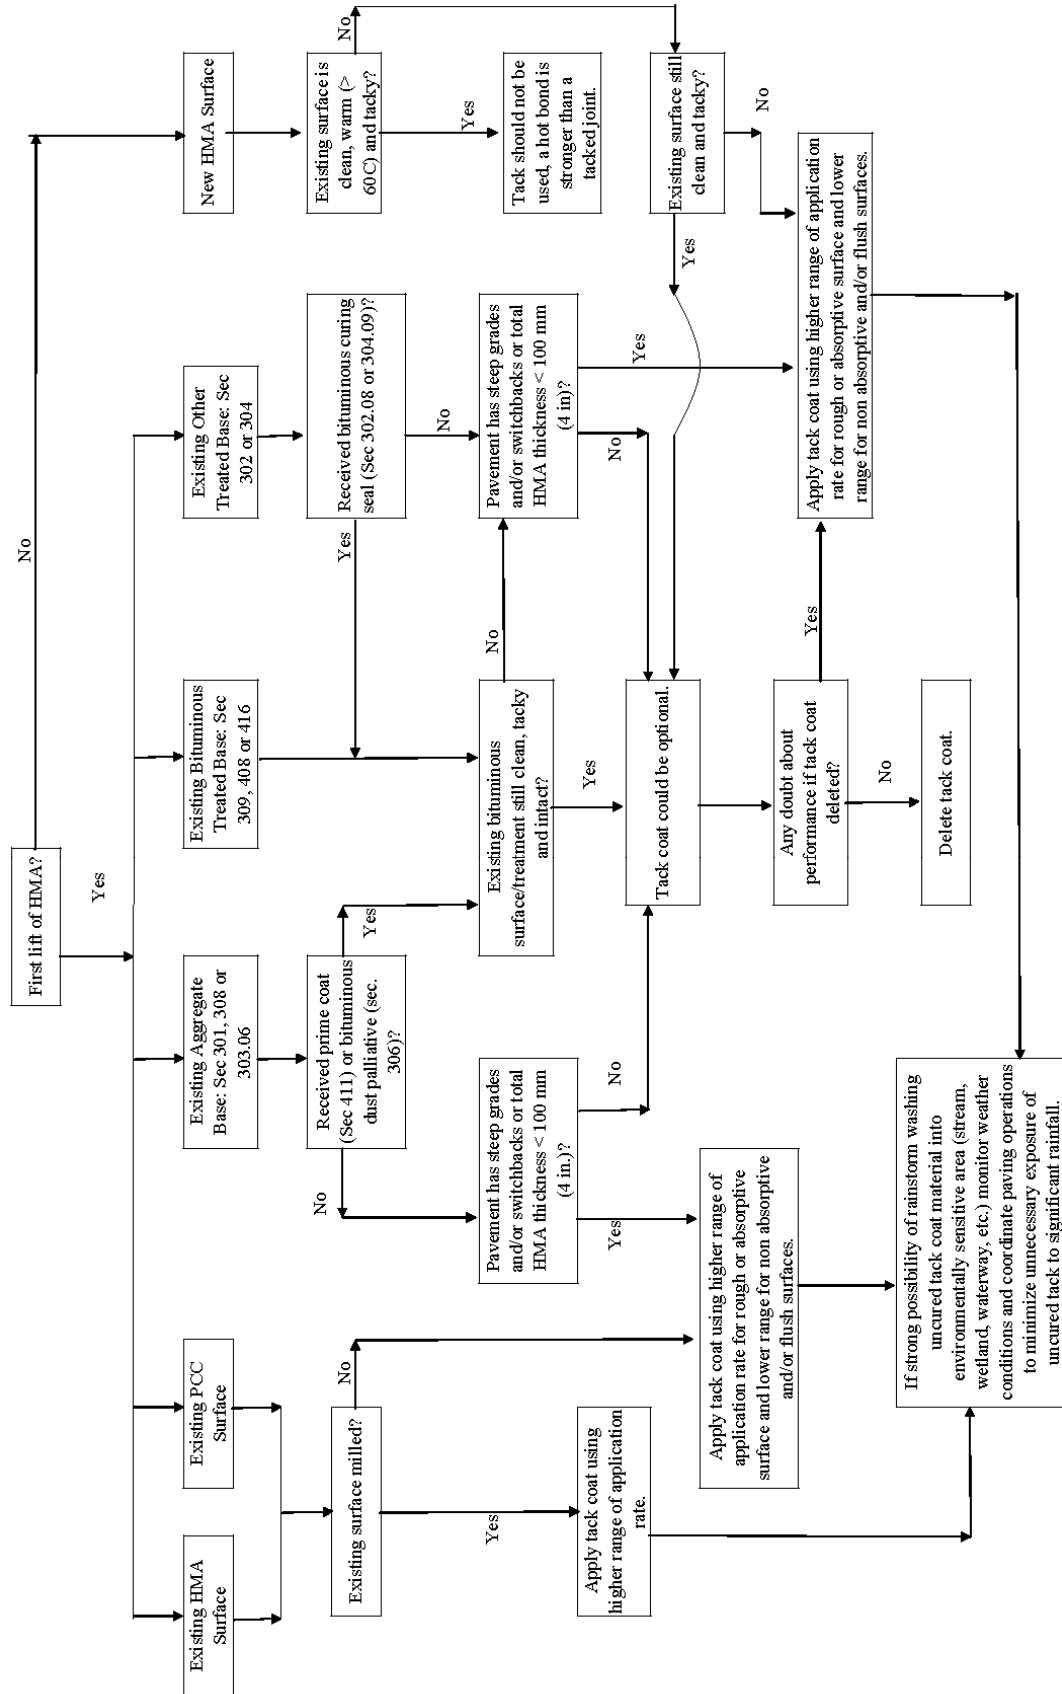 First lift of HMA?
No
Yes
Existing HMA
Surface
Existing PCC
Surface
Existing Aggregate
Base: Sec 301, 308 or
303.06
Existing Bituminous
Treated Base: Sec
309, 408 or 416
Existing Other
Treated Base: Sec
302 or 304
New HMA Surface
Existing surface milled?
Received prime coat
(Sec 411) or bituminous
dust palliative (sec.
306)?
Received bituminous curing
seal (Sec 302.08 or 304.09)?
Existing surface is
clean, warm (>
60C) and tacky?
No
No
Yes
Yes
No
Yes
No
Yes
Pavement has steep grades
and/or switchbacks or total
HMA thickness < 100 mm
(4 in.)?
Existing bituminous
surface/treatment still clean, tacky
and intact?
No
Pavement has steep grades
and/or switchbacks or total
HMA thickness < 100 mm
(4 in)?
Tack should not be
used, a hot bond is
stronger than a
tacked joint.
Yes
No
Yes
No
Yes
Apply tack coat using
higher range of application
rate.
Tack coat could be optional.
Yes
Existing surface still
clean and tacky?
No
Apply tack coat using higher range of
application rate for rough or absorptive
surface and lower range for non absorptive
and/or flush surfaces.
Any doubt about
performance if tack coat
deleted?
Yes
Apply tack coat using higher range of application
rate for rough or absorptive surface and lower
range for non absorptive and/or flush surfaces.
No
Delete tack coat.
If strong possibility of rainstorm washing
uncured tack coat material into
environmentally sensitive area (stream,
wetland, waterway, etc.) monitor weather
conditions and coordinate paving operations
to minimize unnecessary exposure of
uncured tack to significant rainfall.